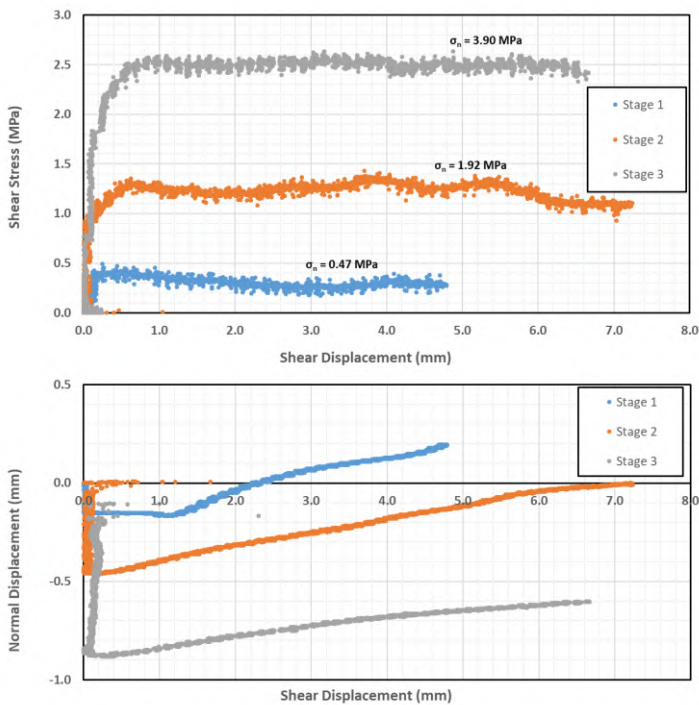 3.0
σn = 3.90 MPa
2.5
Stage 1
2.0
Stage 2
σn = 1.92 MPa
1.5
Stage 3
1.0
σn = 0.47 MPa
0.5
0.0
0.0 1.0 2.0 3.0 4.0 5.0 6.0 7.0 8.0
Shear Stress (MPa)
Shear Displacement (mm)
0.5
Stage 1
Stage 2
Stage 3
0.0
0.0 1.0 2.0 3.0 4.0 5.0 6.0 7.0 8.0
-0.5
-1.0
Normal Displacement (mm)
Shear Displacement (mm)